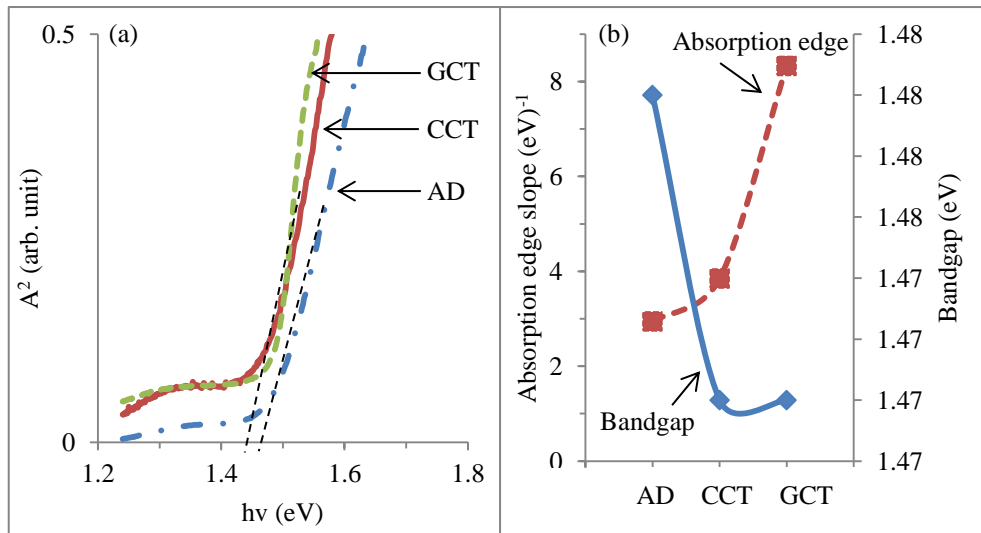 (a)
0.5
0
A² (arb. unit)
GCT
CCT
AD
1.2
1.4
1.6
1.8
hν (eV)
(b)
Absorption edge
Bandgap
Absorption edge slope (eV)⁻¹
8
6
4
2
0
AD
CCT
GCT
1.48
1.48
1.48
1.48
1.47
1.47
1.47
1.47
Bandgap (eV)